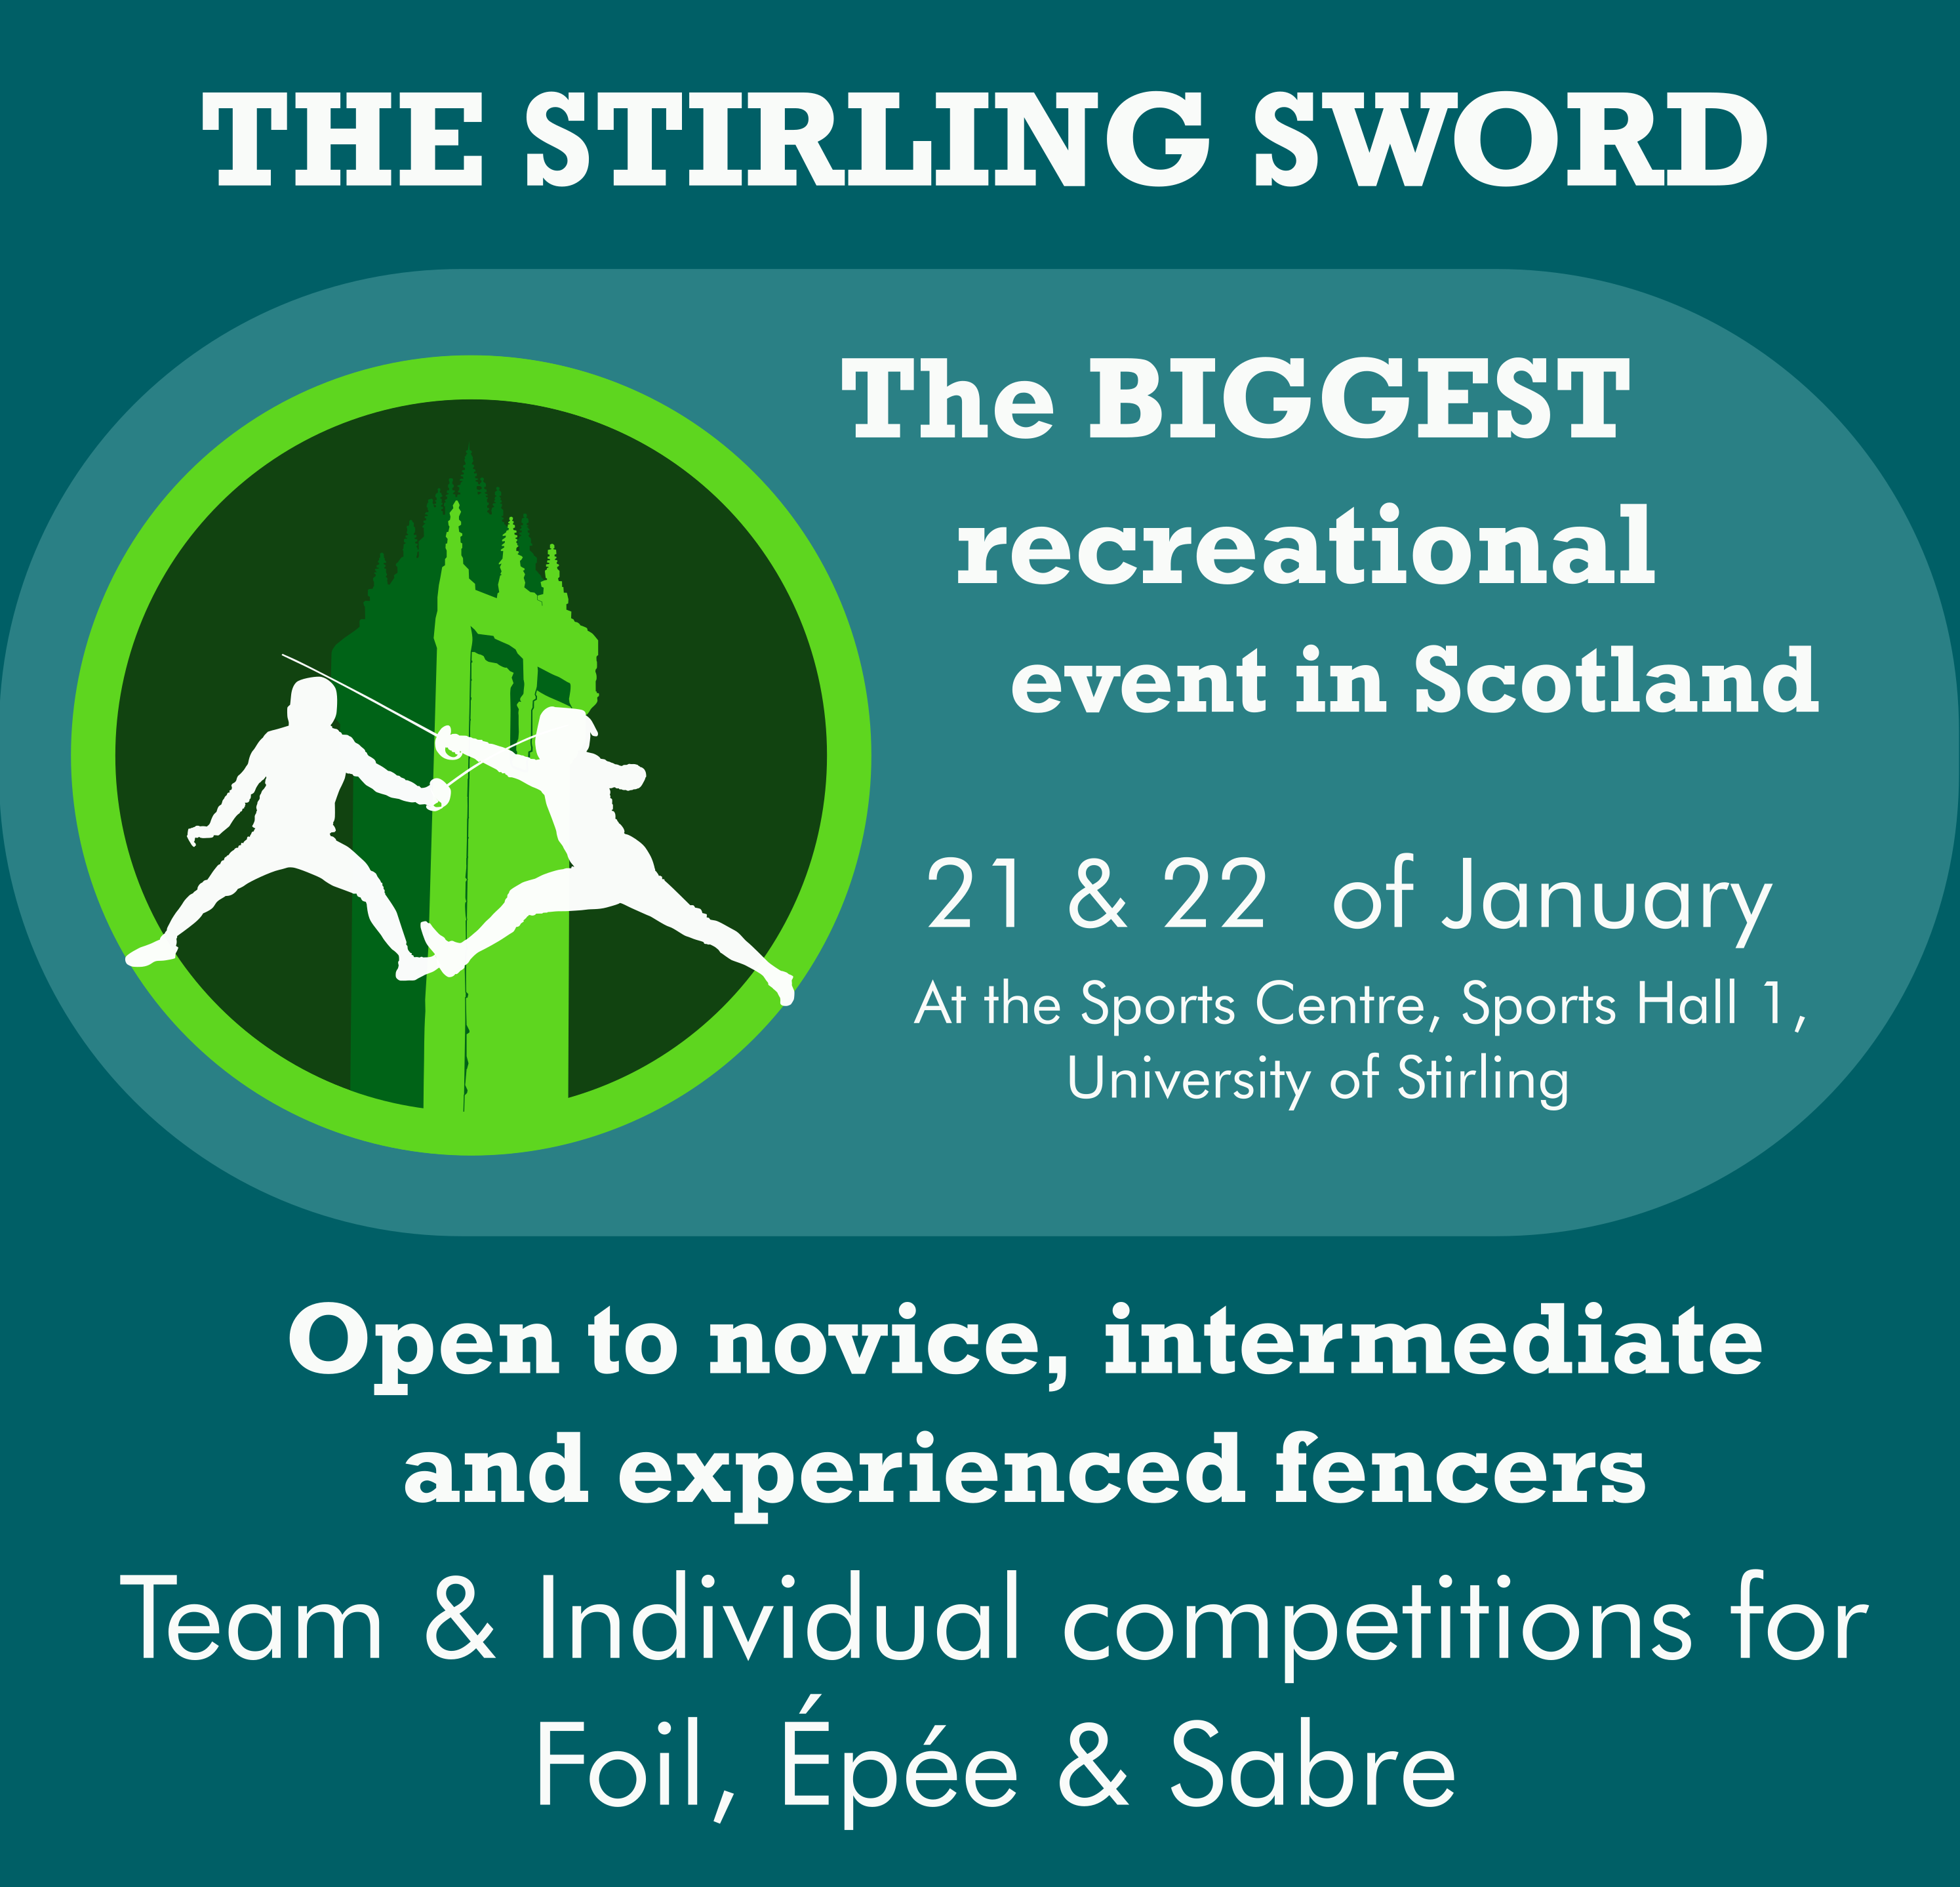 THE STIRLING SWORD
The BIGGEST
recreational
event in Scotland
21 & 22 of January
At the Sports Centre, Sports Hall 1,
University of Stirling
Open to novice, intermediate
and experienced fencers
Team & Individual competitions for
Foil, Épée & Sabre